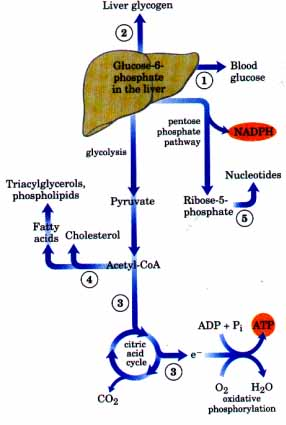 Liver glycogen
2
Glucose-6-
phosphate
in the liver
1
Blood
glucose
pentose
phosphate
pathway
NADPH
glycolysis
Nucleotides
Triacylglycerols,
phospholipids
Pyruvate
Ribose-5-
phosphate
5
Fatty
acids
Cholesterol
4
Acetyl-CoA
3
ADP + Pi
ATP
citric
acid
cycle
3
e−
CO2
O2
H2O
oxidative
phosphorylation